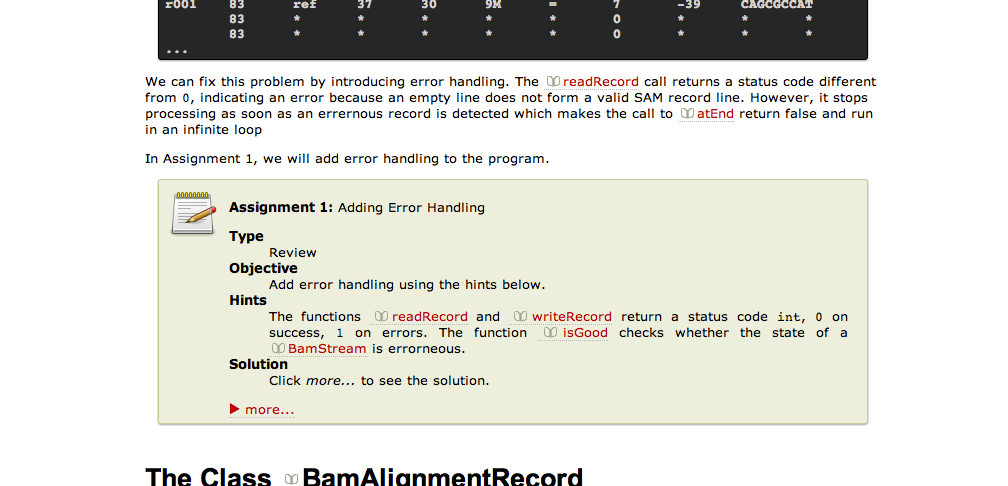 r001 83 ref 37 30 9M = 7 -39 CAGCGCCAT
83 * * * * * 0 * * *
83 * * * * * 0 * * *
...
We can fix this problem by introducing error handling. The readRecord call returns a status code different
from 0, indicating an error because an empty line does not form a valid SAM record line. However, it stops
processing as soon as an errernous record is detected which makes the call to atEnd return false and run
in an infinite loop
In Assignment 1, we will add error handling to the program.
Assignment 1: Adding Error Handling
Type
Review
Objective
Add error handling using the hints below.
Hints
The functions readRecord and writeRecord return a status code int, 0 on
success, 1 on errors. The function isGood checks whether the state of a
BamStream is errorneous.
Solution
Click more... to see the solution.
more...
The Class BamAlignmentRecord